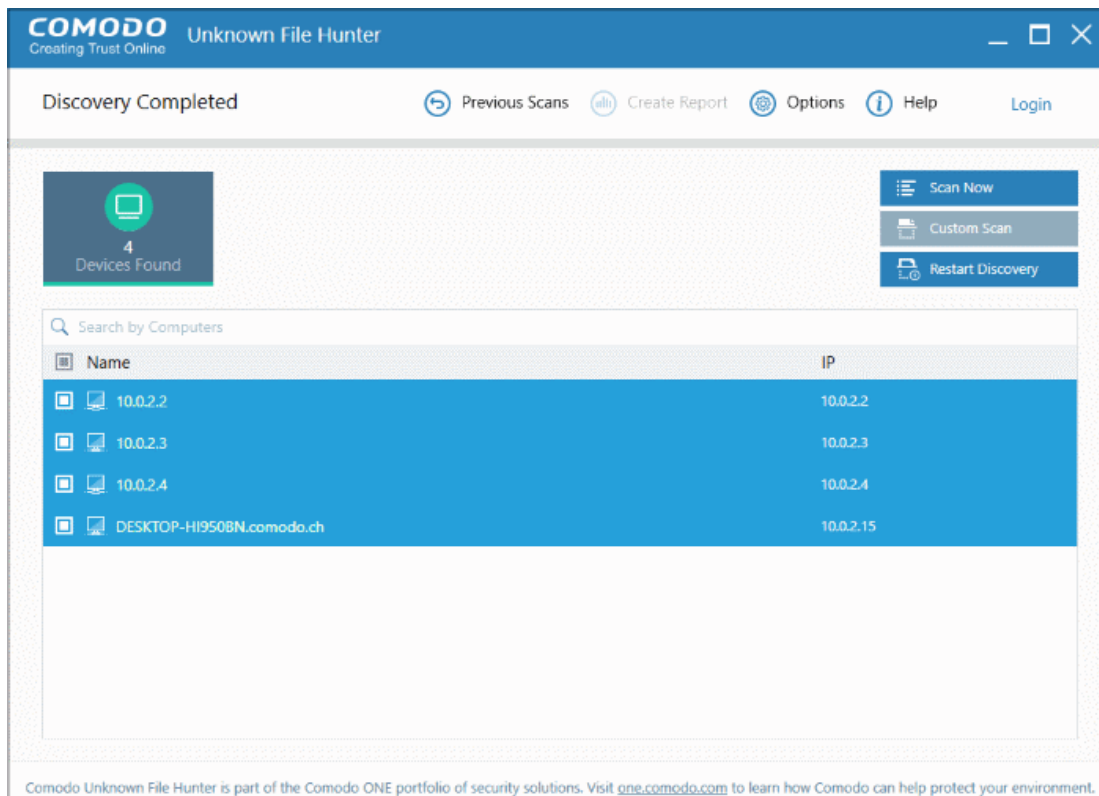 COMODO
Creating Trust Online
Unknown File Hunter
Discovery Completed
Previous Scans
Create Report
Options
Help
Login
4
Devices Found
Scan Now
Custom Scan
Restart Discovery
Search by Computers
Name IP
10.0.2.2 10.0.2.2
10.0.2.3 10.0.2.3
10.0.2.4 10.0.2.4
DESKTOP-HI950BN.comodo.ch 10.0.2.15
Comodo Unknown File Hunter is part of the Comodo ONE portfolio of security solutions. Visit one.comodo.com to learn how Comodo can help protect your environment.